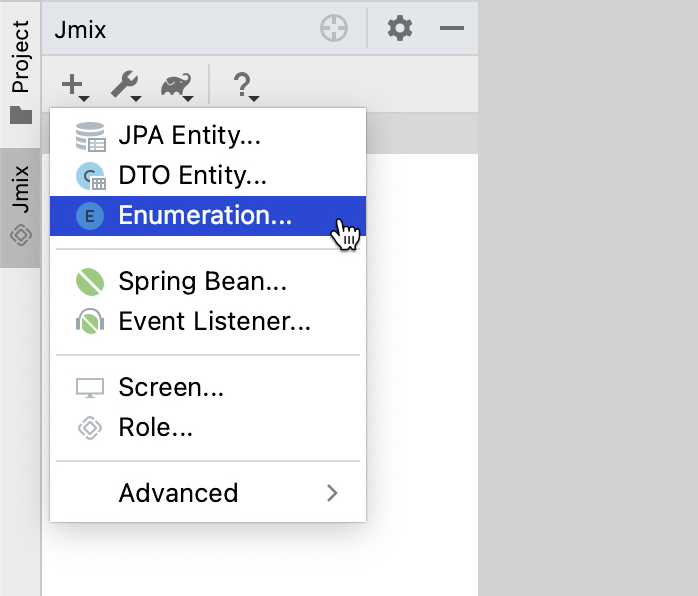 Project
Jmix
Jmix
?
JPA Entity...
C
DTO Entity...
E
Enumeration...
Spring Bean...
Event Listener...
Screen...
Role...
Advanced